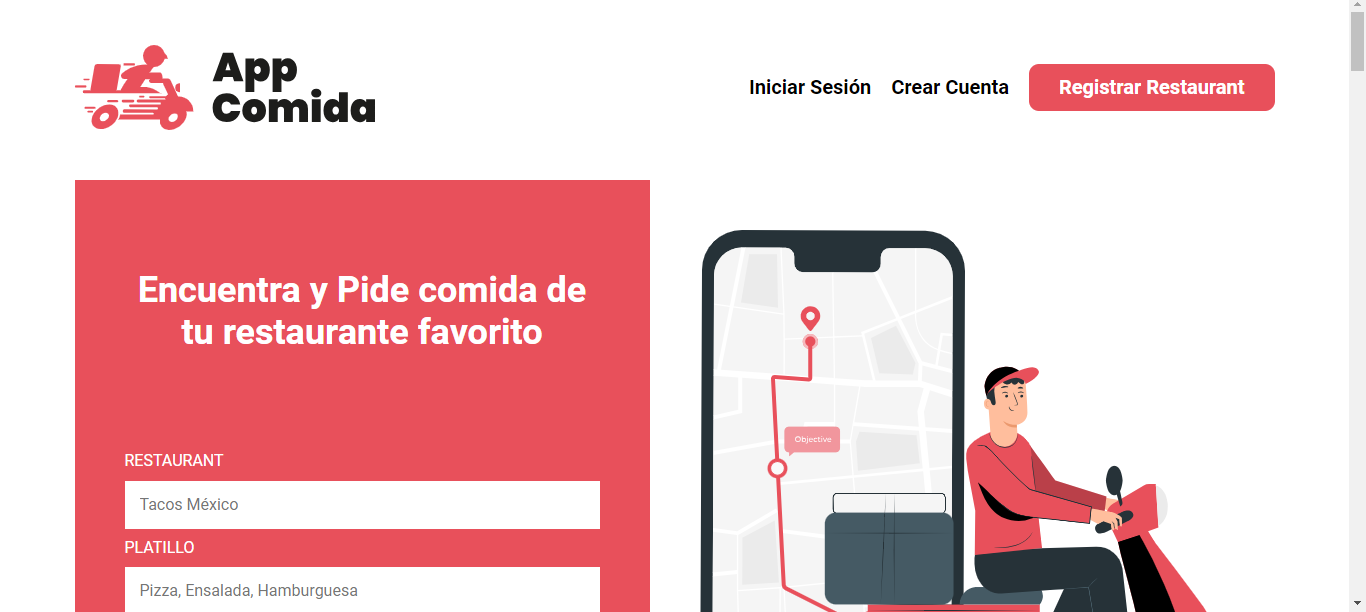 App
Comida
Iniciar Sesión
Crear Cuenta
Registrar Restaurant
Encuentra y Pide comida de
tu restaurante favorito
RESTAURANT
Tacos México
PLATILLO
Pizza, Ensalada, Hamburguesa
Objective